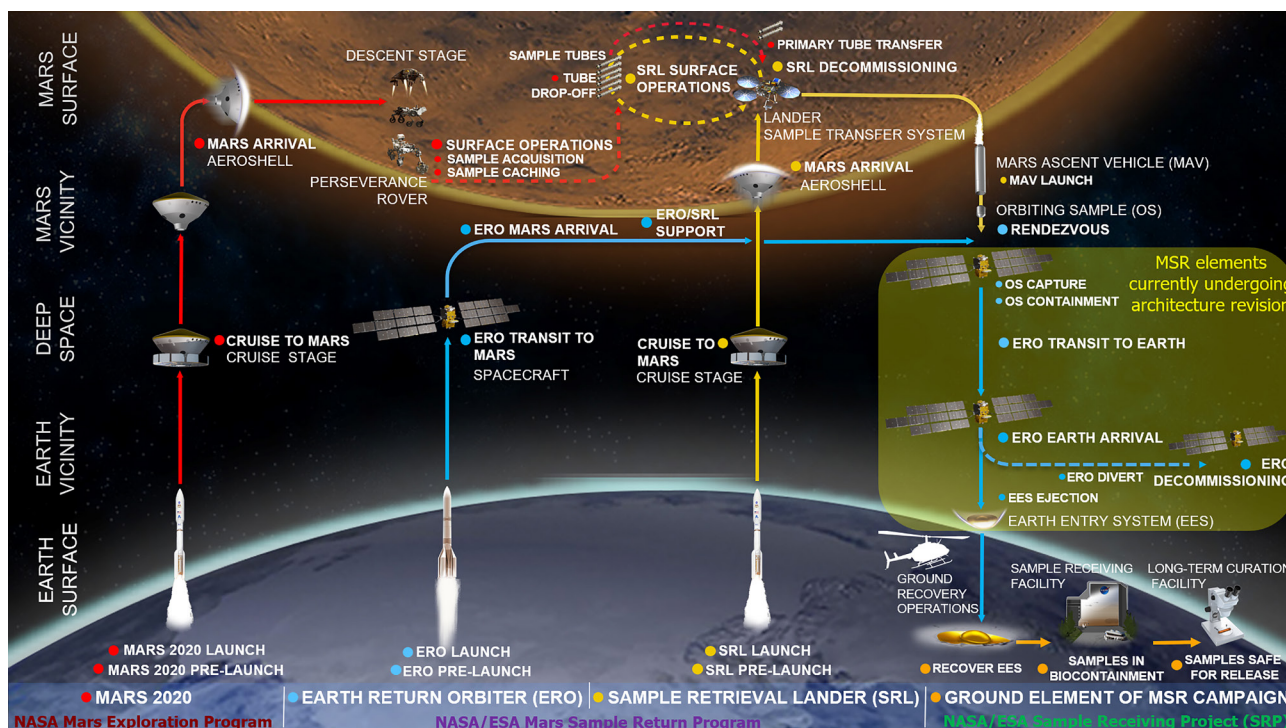 MARS
SURFACE
MARS
VICINITY
DEEP
SPACE
EARTH
VICINITY
EARTH
SURFACE
DESCENT STAGE
SAMPLE TUBES
TUBE
DROP-OFF
SRL SURFACE
OPERATIONS
PRIMARY TUBE TRANSFER
SRL DECOMMISSIONING
LANDER
SAMPLE TRANSFER SYSTEM
MARS ARRIVAL
AEROSHELL
SURFACE OPERATIONS
SAMPLE ACQUISITION
SAMPLE CACHING
PERSEVERANCE
ROVER
MARS ARRIVAL
AEROSHELL
MARS ASCENT VEHICLE (MAV)
MAV LAUNCH
ORBITING SAMPLE (OS)
RENDEZVOUS
ERO MARS ARRIVAL
ERO/SRL
SUPPORT
MSR elements
currently undergoing
architecture revision
OS CAPTURE
OS CONTAINMENT
CRUISE TO MARS
CRUISE STAGE
ERO TRANSIT TO
MARS
SPACECRAFT
CRUISE TO
MARS
CRUISE STAGE
ERO TRANSIT TO EARTH
ERO EARTH ARRIVAL
ERO DIVERT
ERO
DECOMMISSIONING
EES EJECTION
EARTH ENTRY SYSTEM (EES)
GROUND
RECOVERY
OPERATIONS
SAMPLE RECEIVING
FACILITY
LONG-TERM CURATION
FACILITY
MARS 2020 LAUNCH
MARS 2020 PRE-LAUNCH
ERO LAUNCH
ERO PRE-LAUNCH
SRL LAUNCH
SRL PRE-LAUNCH
RECOVER EES
SAMPLES IN
BIOCONTAINMENT
SAMPLES SAFE
FOR RELEASE
MARS 2020
EARTH RETURN ORBITER (ERO)
SAMPLE RETRIEVAL LANDER (SRL)
GROUND ELEMENT OF MSR CAMPAIGN
NASA Mars Exploration Program
NASA/ESA Mars Sample Return Program
NASA/ESA Sample Receiving Project (SRP)